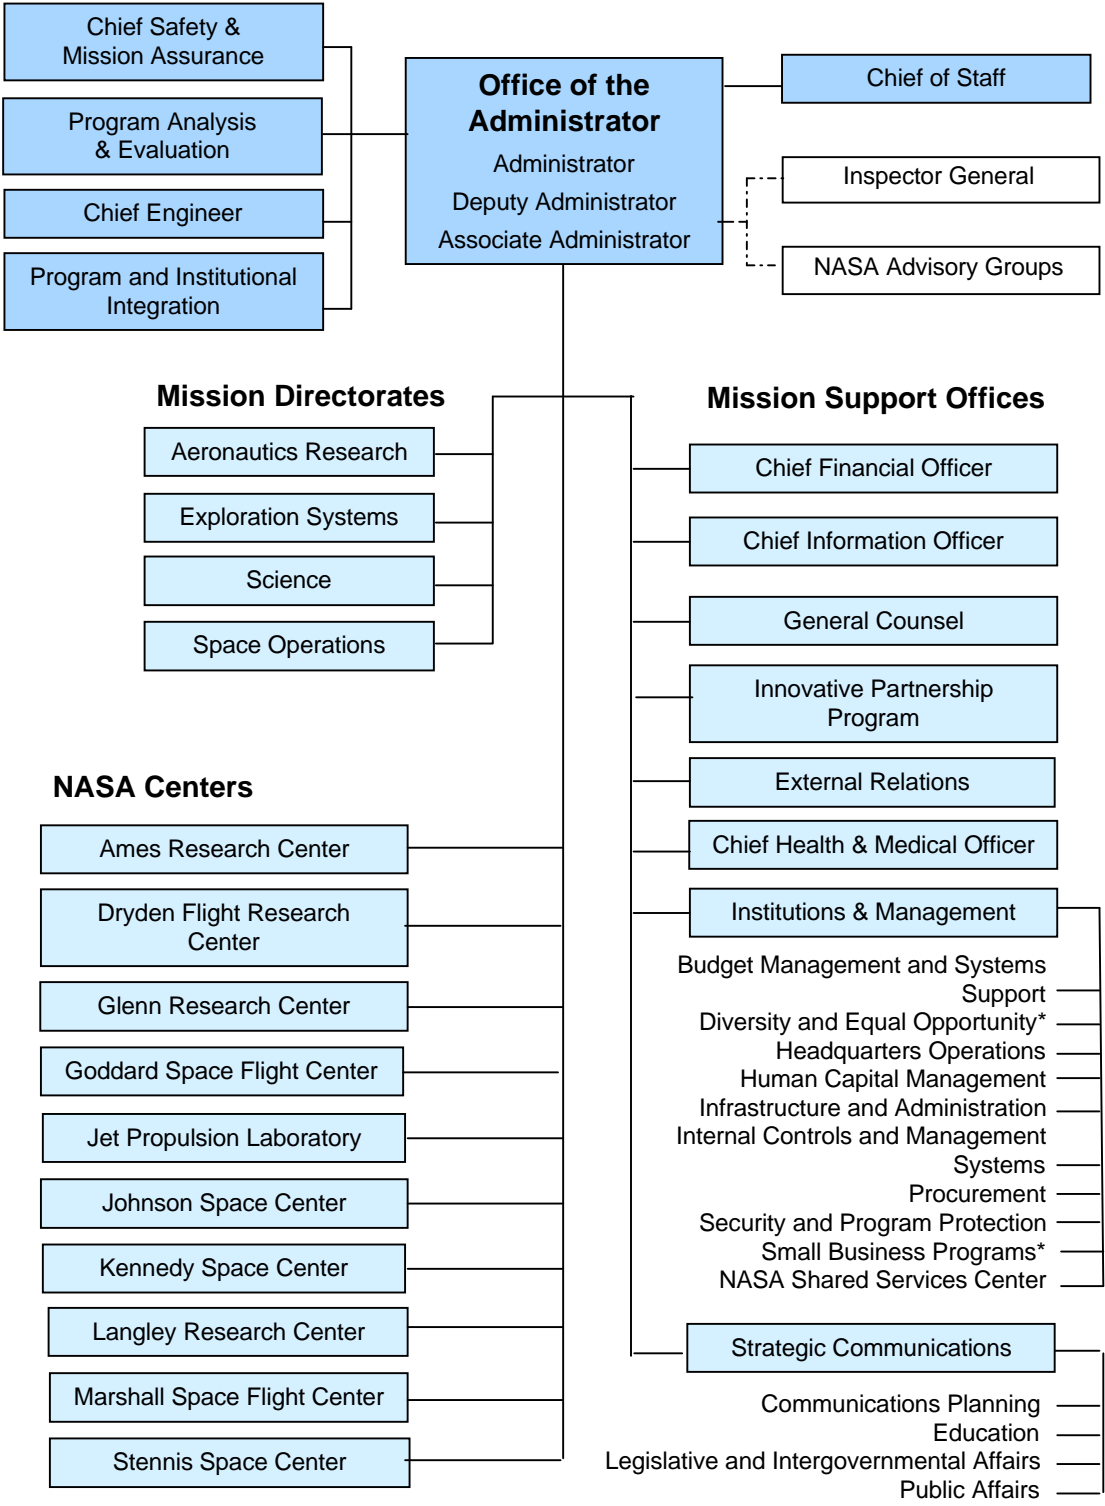 Chief Safety &
Mission Assurance
Program Analysis
& Evaluation
Chief Engineer
Program and Institutional
Integration
Office of the
Administrator
Administrator
Deputy Administrator
Associate Administrator
Chief of Staff
Inspector General
NASA Advisory Groups
Mission Directorates
Aeronautics Research
Exploration Systems
Science
Space Operations
NASA Centers
Ames Research Center
Dryden Flight Research
Center
Glenn Research Center
Goddard Space Flight Center
Jet Propulsion Laboratory
Johnson Space Center
Kennedy Space Center
Langley Research Center
Marshall Space Flight Center
Stennis Space Center
Mission Support Offices
Chief Financial Officer
Chief Information Officer
General Counsel
Innovative Partnership
Program
External Relations
Chief Health & Medical Officer
Institutions & Management
Budget Management and Systems
Support
Diversity and Equal Opportunity*
Headquarters Operations
Human Capital Management
Infrastructure and Administration
Internal Controls and Management
Systems
Procurement
Security and Program Protection
Small Business Programs*
NASA Shared Services Center
Strategic Communications
Communications Planning
Education
Legislative and Intergovernmental Affairs
Public Affairs